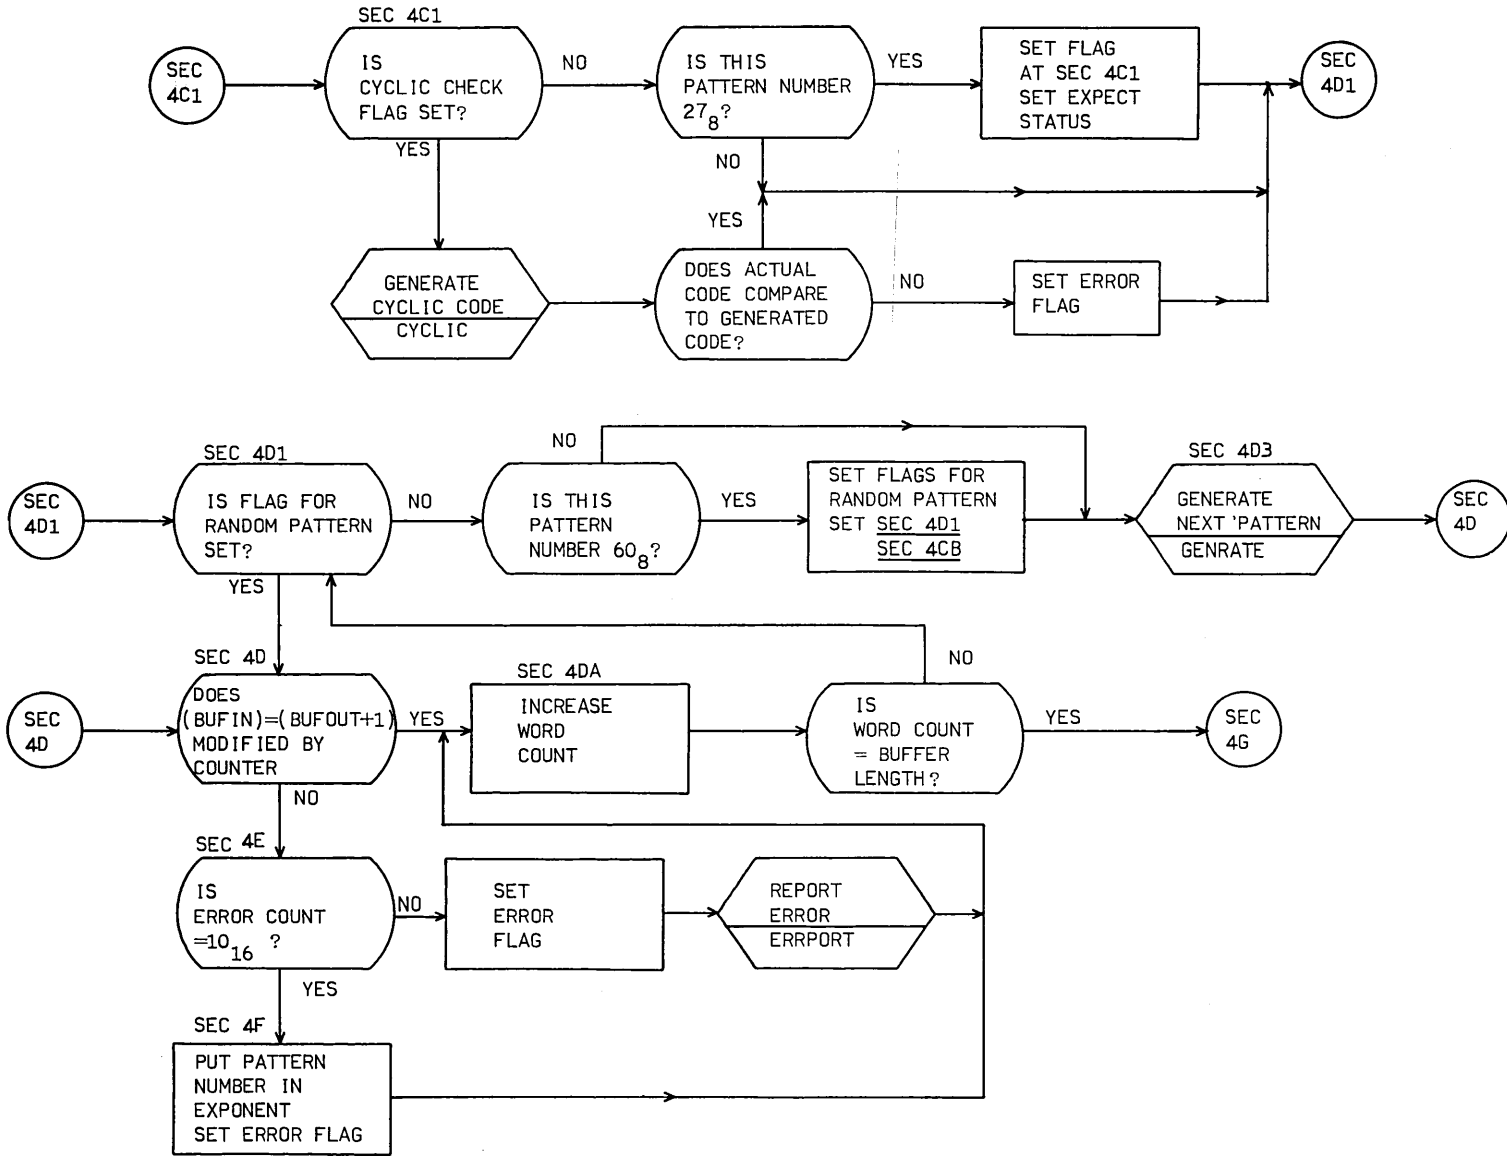 SEC 4C1
SEC
4C1
IS
CYCLIC CHECK
FLAG SET?
NO
YES
IS THIS
PATTERN NUMBER
27₈?
YES
NO
SET FLAG
AT SEC 4C1
SET EXPECT
STATUS
SEC
4D1
GENERATE
CYCLIC CODE
CYCLIC
YES
DOES ACTUAL
CODE COMPARE
TO GENERATED
CODE?
NO
SET ERROR
FLAG
SEC 4D1
SEC
4D1
IS FLAG FOR
RANDOM PATTERN
SET?
NO
YES
NO
IS THIS
PATTERN
NUMBER 60₈?
YES
SET FLAGS FOR
RANDOM PATTERN
SET SEC 4D1
SEC 4CB
SEC 4D3
GENERATE
NEXT 'PATTERN
GENRATE
SEC
4D
SEC 4D
SEC
4D
DOES
(BUFIN)=(BUFOUT+1)
MODIFIED BY
COUNTER
YES
NO
SEC 4DA
INCREASE
WORD
COUNT
NO
IS
WORD COUNT
= BUFFER
LENGTH?
YES
SEC
4G
SEC 4E
IS
ERROR COUNT
=10₁₆ ?
NO
YES
SET
ERROR
FLAG
REPORT
ERROR
ERRPORT
SEC 4F
PUT PATTERN
NUMBER IN
EXPONENT
SET ERROR FLAG